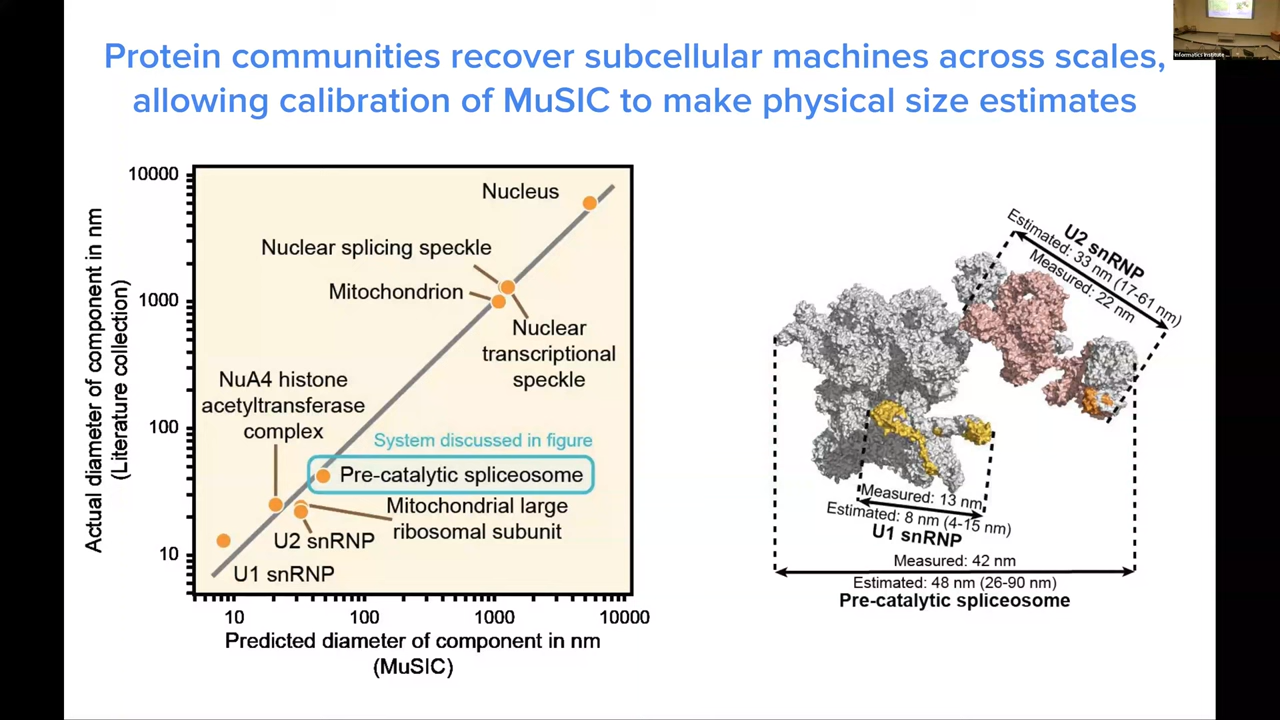 Informatics Institute
Protein communities recover subcellular machines across scales,
allowing calibration of MuSIC to make physical size estimates
Actual diameter of component in nm
(Literature collection)
10000
1000
100
10
Nucleus
Nuclear splicing speckle
Mitochondrion
Nuclear
transcriptional
speckle
NuA4 histone
acetyltransferase
complex
System discussed in figure
Pre-catalytic spliceosome
Mitochondrial large
ribosomal subunit
U2 snRNP
U1 snRNP
10
100
1000
10000
Predicted diameter of component in nm
(MuSIC)
U2 snRNP
Estimated: 33 nm (17-61 nm)
Measured: 22 nm
Measured: 13 nm
Estimated: 8 nm (4-15 nm)
U1 snRNP
Measured: 42 nm
Estimated: 48 nm (26-90 nm)
Pre-catalytic spliceosome